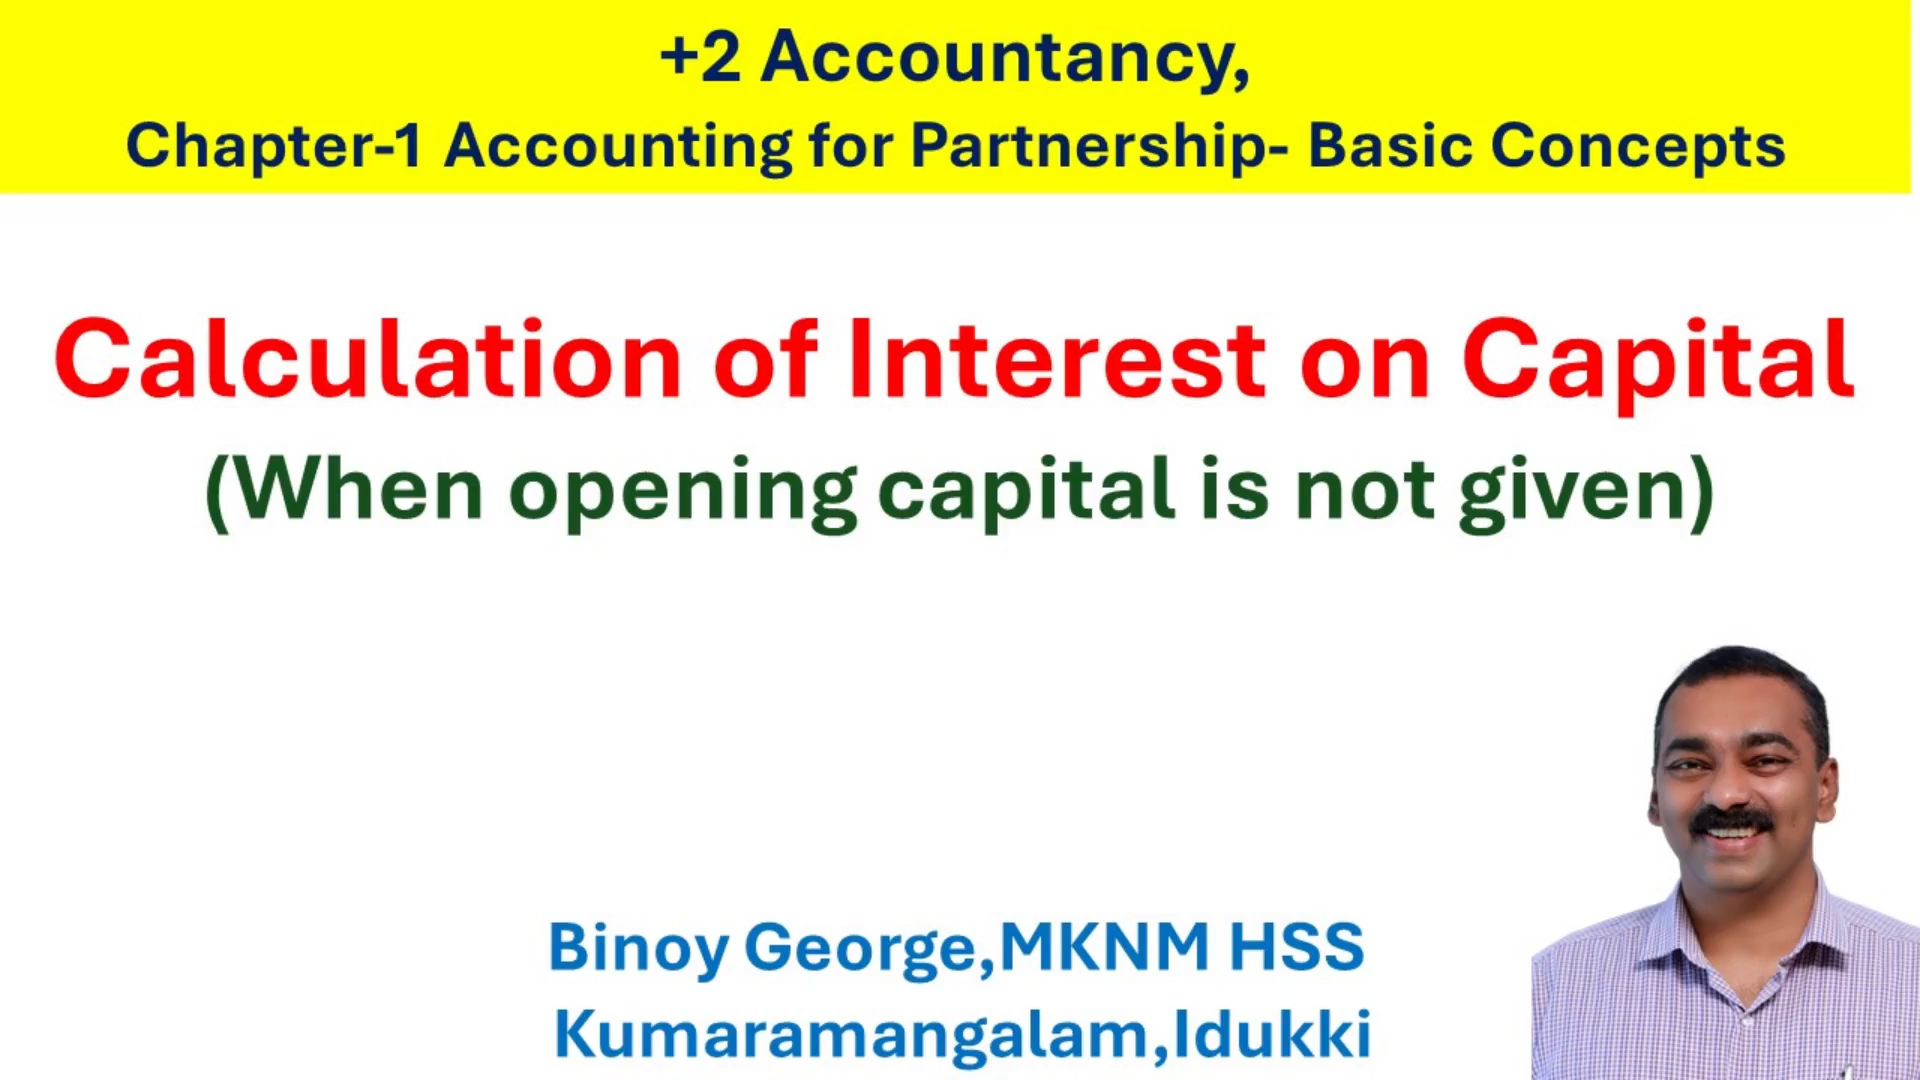 +2 Accountancy,
Chapter-1 Accounting for Partnership- Basic Concepts
Calculation of Interest on Capital
(When opening capital is not given)
Binoy George,MKNM HSS
Kumaramangalam,Idukki